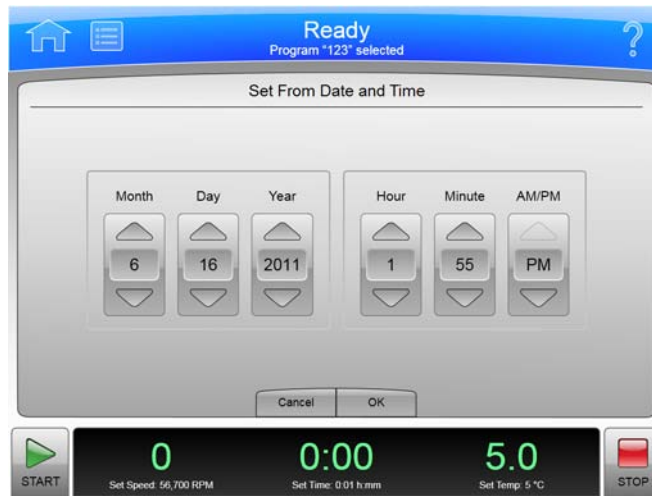 Ready
Program "123" selected
?
Set From Date and Time
Month Day Year Hour Minute AM/PM
6 16 2011 1 55 PM
Cancel OK
0 0:00 5.0
START Set Speed: 56,700 RPM Set Time: 0:01 h:mm Set Temp: 5 °C STOP